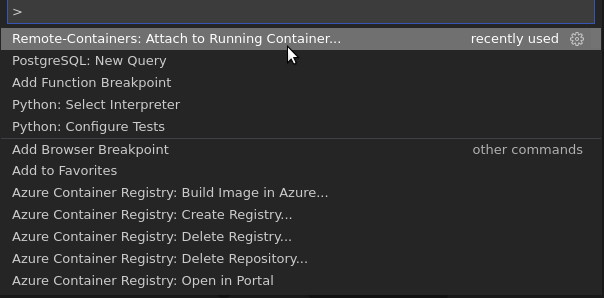 >
Remote-Containers: Attach to Running Container... recently used
PostgreSQL: New Query
Add Function Breakpoint
Python: Select Interpreter
Python: Configure Tests
Add Browser Breakpoint other commands
Add to Favorites
Azure Container Registry: Build Image in Azure...
Azure Container Registry: Create Registry...
Azure Container Registry: Delete Registry...
Azure Container Registry: Delete Repository...
Azure Container Registry: Open in Portal